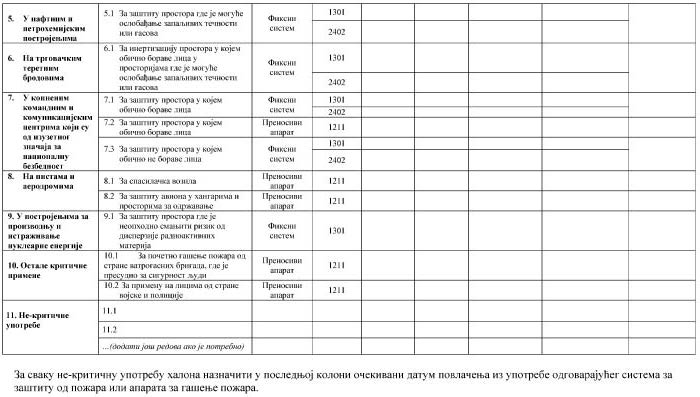 5. У нафтним и петрохемијским постројењима
5.1 За заштиту простора где је могуће ослобађање запаљивих течности или гасова
Фиксни систем
1301
2402
6. На трговачким теретним бродовима
6.1 За инертизацију простора у којем обично бораве лица у просторијама где је могуће ослобађање запаљивих течности или гасова
Фиксни систем
1301
2402
7. У копненим командним и комуникацијским центрима који су од изузетног значаја за националну безбедност
7.1 За заштиту простора у којем обично бораве лица
Фиксни систем
1301
2402
7.2 За заштиту простора у којем обично бораве лица
Преносиви апарат
1211
7.3 За заштиту простора у којем обично не бораве лица
Фиксни систем
1301
2402
8. На пистама и аеродромима
8.1 За спасилачка возила
Преносиви апарат
1211
8.2 За заштиту авиона у хангарима и просторима за одржавање
Преносиви апарат
1211
9. У постројењима за производњу и истраживање нуклеарне енергије
9.1 За заштиту простора где је неопходно смањити ризик од дисперзије радиоактивних материја
Фиксни систем
1301
10. Остале критичне примене
10.1 За почетно гашење пожара од стране ватрогасних бригада, где је пресудно за сигурност људи
Преносиви апарат
1211
10.2 За примену на лицима од стране војске и полиције
Преносиви апарат
1211
11. Не-критичне употребе
11.1
11.2
...(додати још редова ако је потребно)
За сваку не-критичну употребу халона назначити у последњој колони очекивани датум повлачења из употребе одговарајућег система за
заштиту од пожара или апарата за гашење пожара.